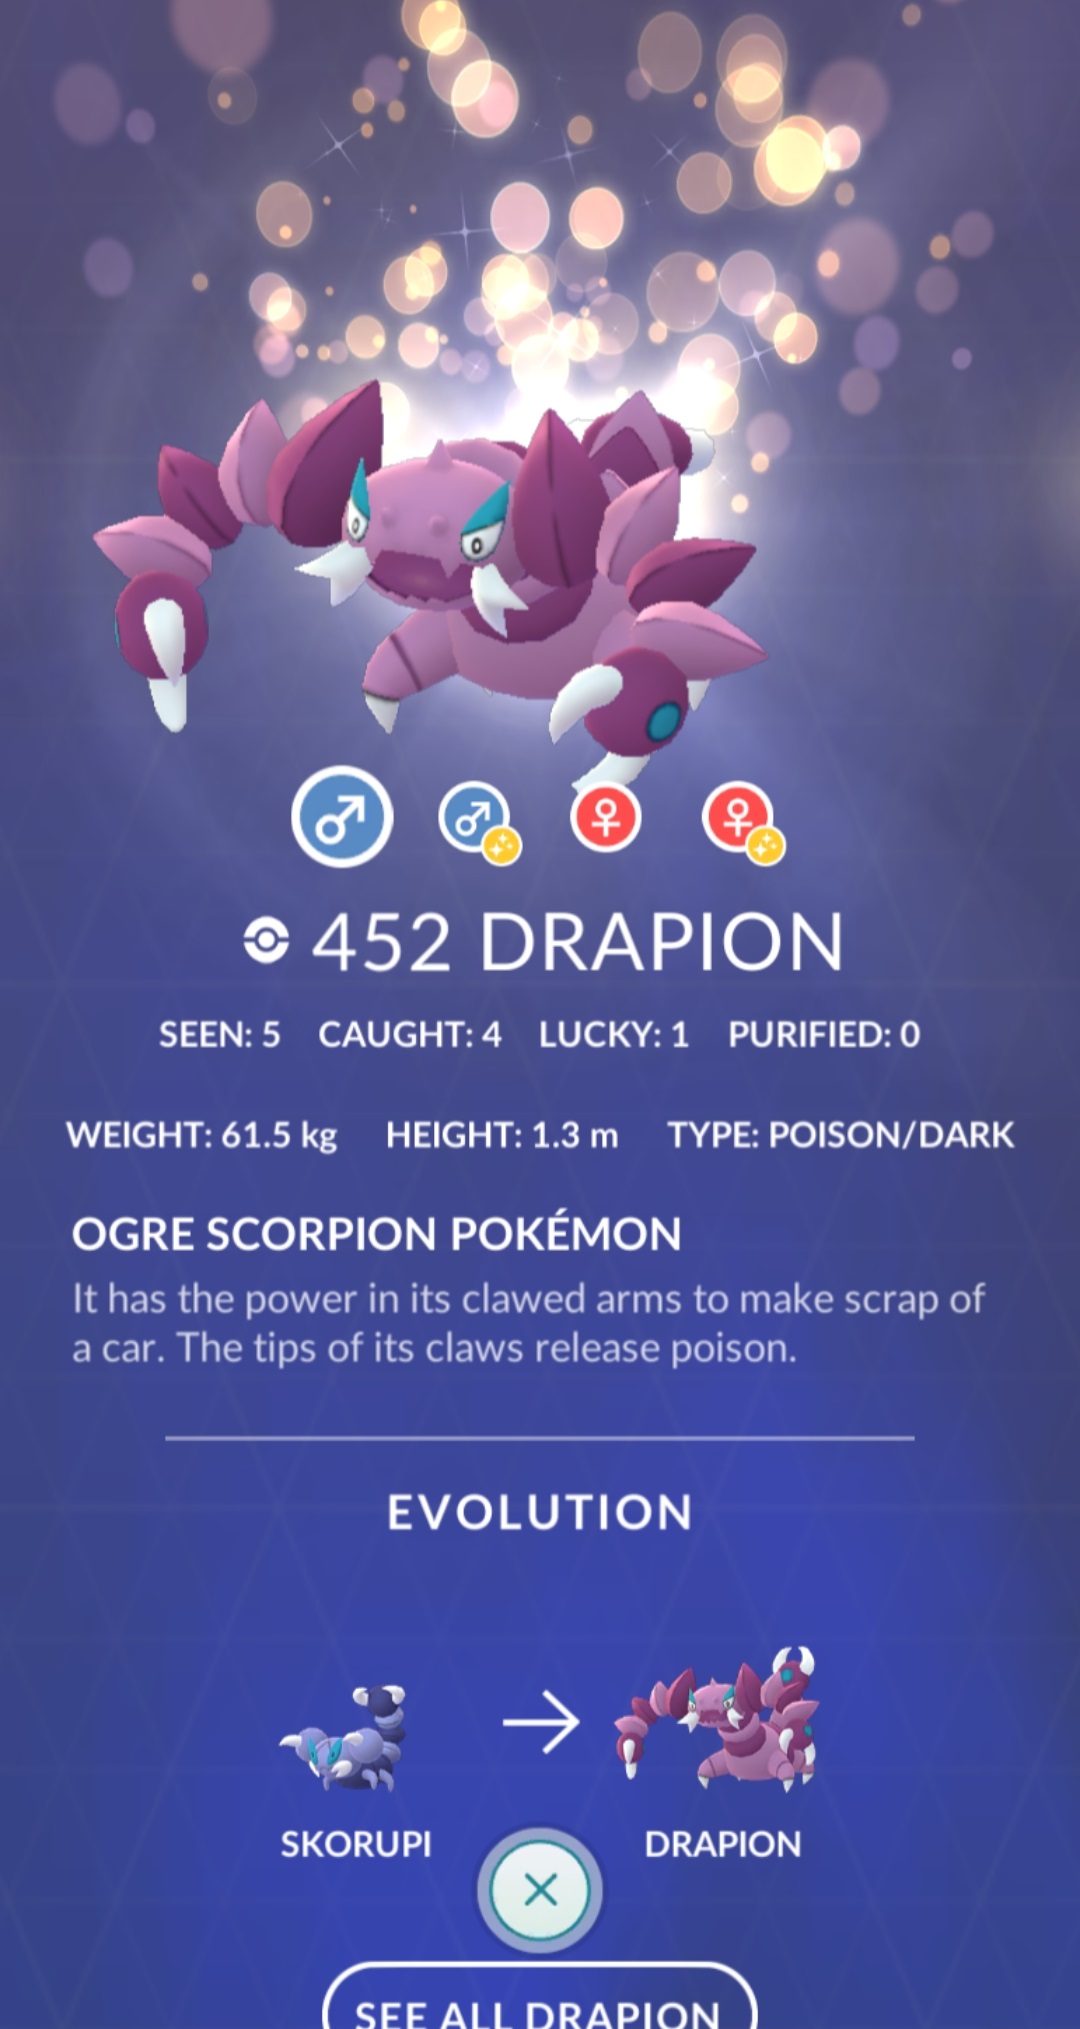 452 DRAPION
SEEN: 5 CAUGHT: 4 LUCKY: 1 PURIFIED: 0
WEIGHT: 61.5 kg HEIGHT: 1.3 m TYPE: POISON/DARK
OGRE SCORPION POKÉMON
It has the power in its clawed arms to make scrap of
a car. The tips of its claws release poison.
EVOLUTION
SKORUPI DRAPION
SEE ALL DRAPION